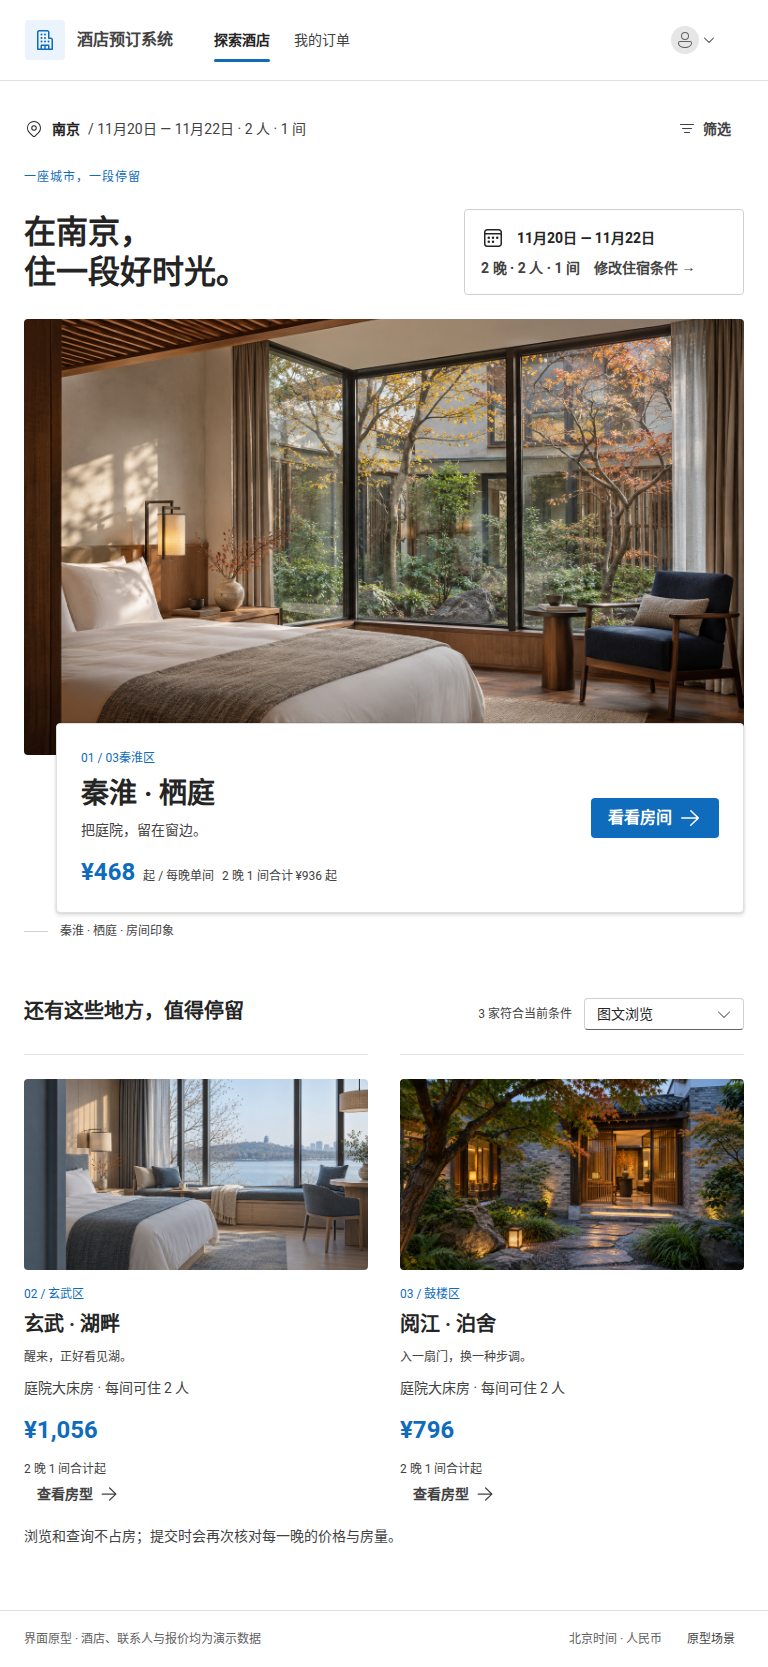 酒店预订系统
探索酒店
我的订单
南京 / 11月20日 — 11月22日 · 2 人 · 1 间
筛选
一座城市，一段停留
在南京，
住一段好时光。
11月20日 — 11月22日
2 晚 · 2 人 · 1 间 修改住宿条件 →
01 / 03秦淮区
秦淮 · 栖庭
把庭院，留在窗边。
¥468 起 / 每晚单间 2 晚 1 间合计 ¥936 起
看看房间
秦淮 · 栖庭 · 房间印象
还有这些地方，值得停留
3 家符合当前条件
图文浏览
02 / 玄武区
玄武 · 湖畔
醒来，正好看见湖。
庭院大床房 · 每间可住 2 人
¥1,056
2 晚 1 间合计起
查看房型
03 / 鼓楼区
阅江 · 泊舍
入一扇门，换一种步调。
庭院大床房 · 每间可住 2 人
¥796
2 晚 1 间合计起
查看房型
浏览和查询不占房；提交时会再次核对每一晚的价格与房量。
界面原型 · 酒店、联系人与报价均为演示数据
北京时间 · 人民币
原型场景